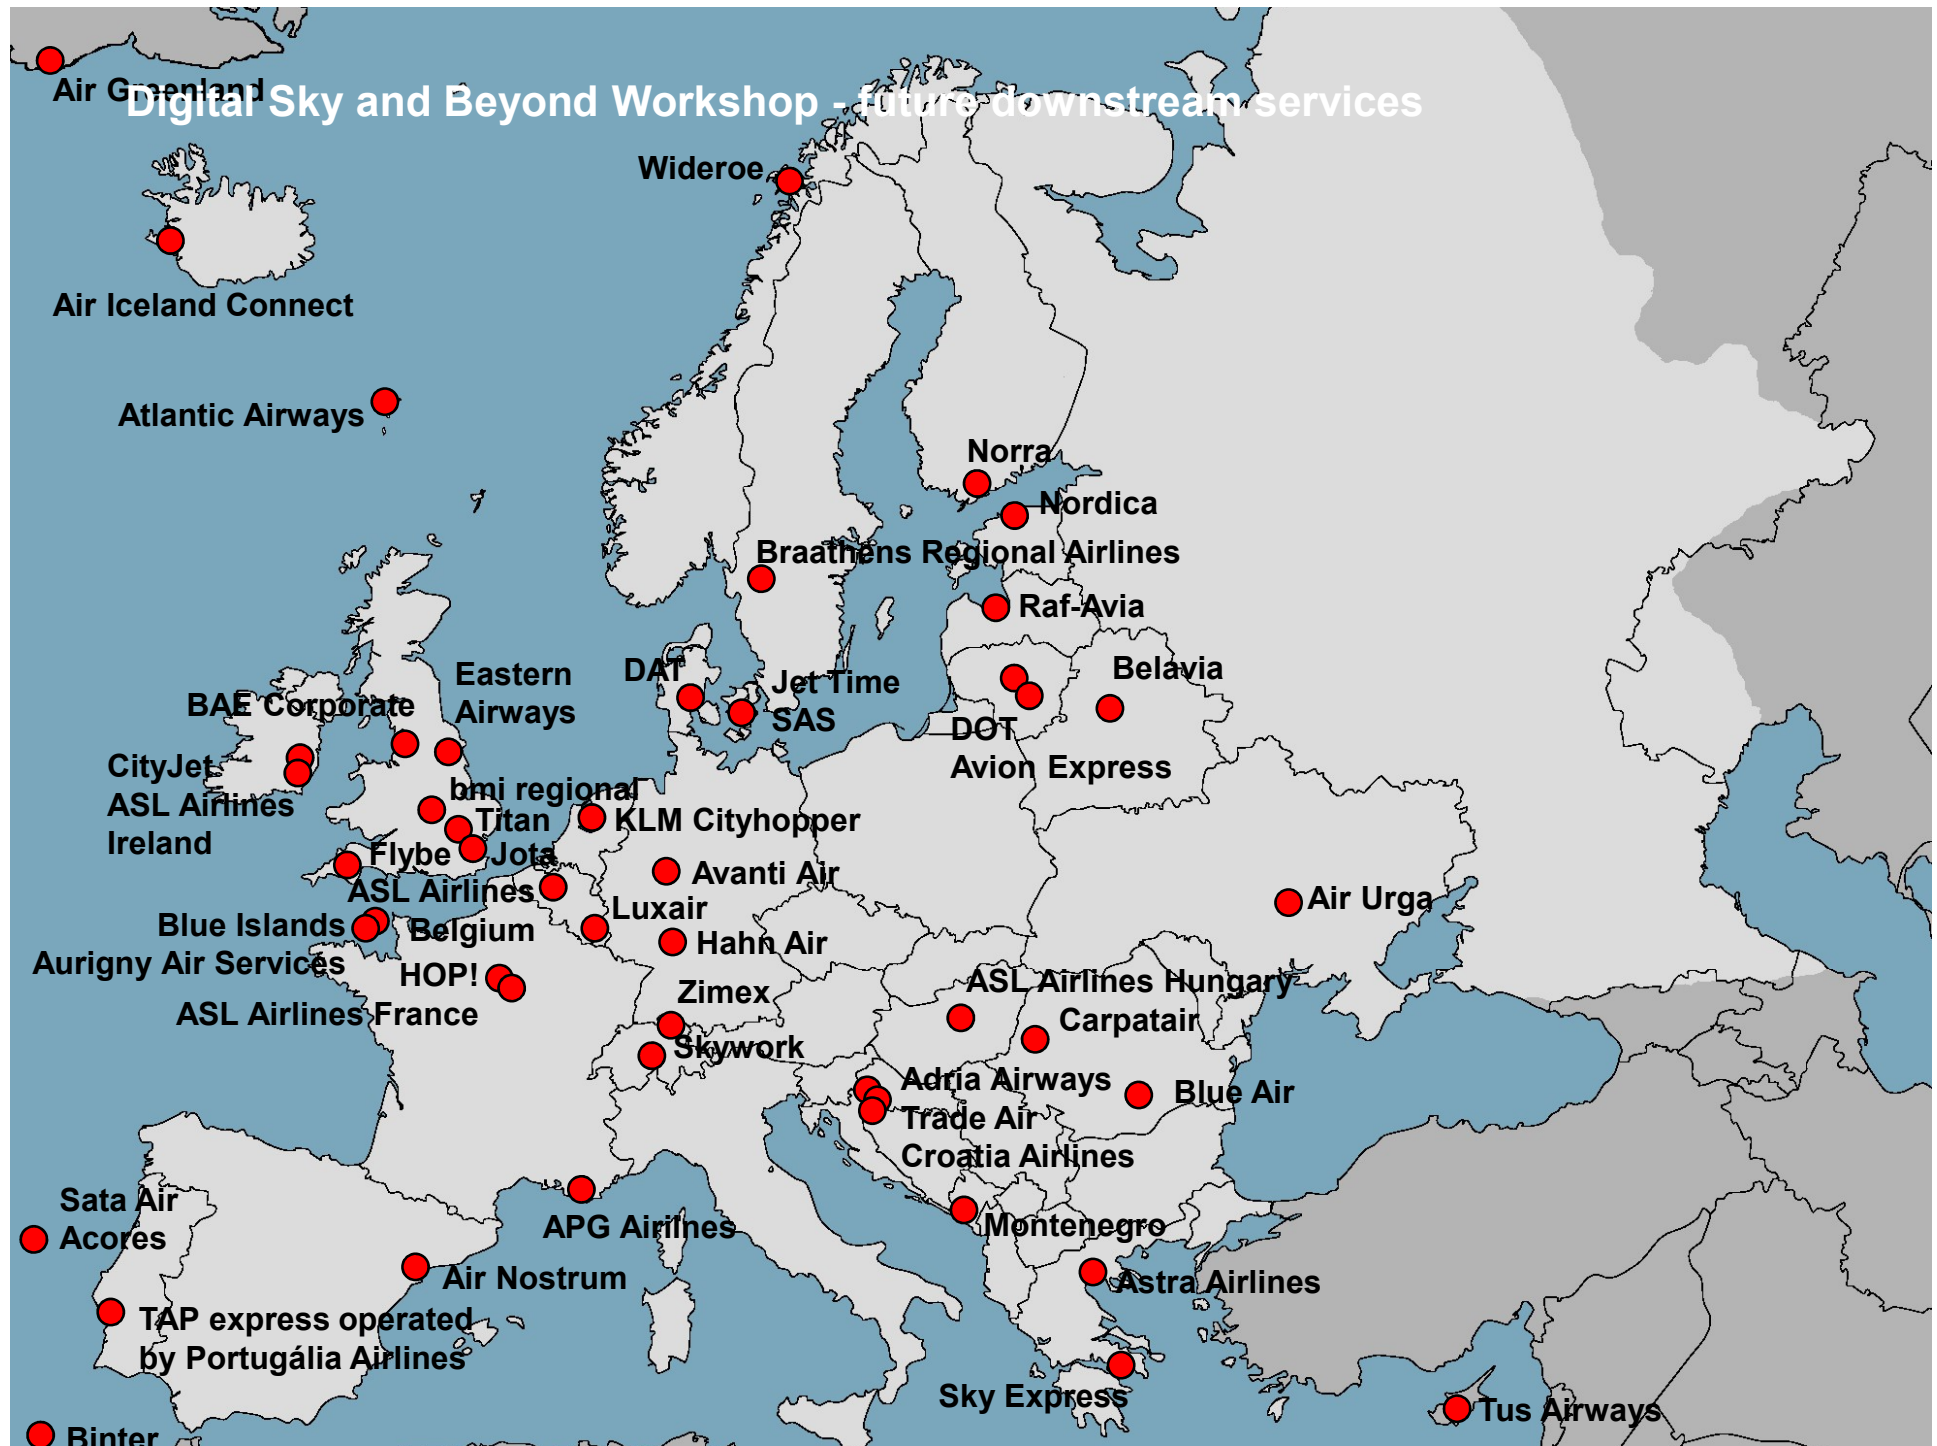 Air Greenland
Digital Sky and Beyond Workshop - future downstream services
Wideroe
Air Iceland Connect
Atlantic Airways
Norra
Nordica
Braathens Regional Airlines
Raf-Avia
Belavia
DAT
Jet Time
SAS
DOT
Avion Express
Eastern
Airways
BAE Corporate
CityJet
ASL Airlines
Ireland
bmi regional
Titan
KLM Cityhopper
Flybe
Jota
Avanti Air
ASL Airlines
Belgium
Luxair
Air Urga
Blue Islands
Aurigny Air Services
Hahn Air
HOP!
ASL Airlines France
Zimex
ASL Airlines Hungary
Carpatair
Skywork
Adria Airways
Trade Air
Croatia Airlines
Blue Air
Sata Air
Acores
APG Airilnes
Montenegro
Air Nostrum
Astra Airlines
TAP express operated
by Portugália Airlines
Sky Express
Tus Airways
Binter